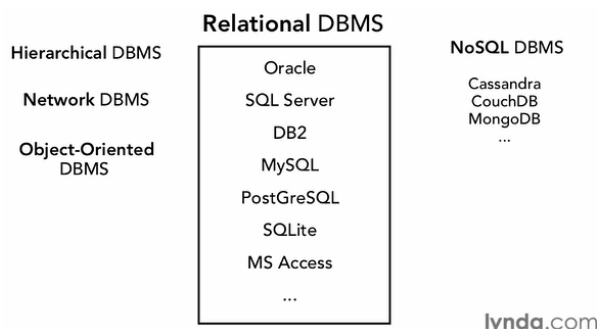 Relational DBMS
Hierarchical DBMS
Network DBMS
Object-Oriented
DBMS
Oracle
SQL Server
DB2
MySQL
PostGreSQL
SQLite
MS Access
...
NoSQL DBMS
Cassandra
CouchDB
MongoDB
...
lynda.com